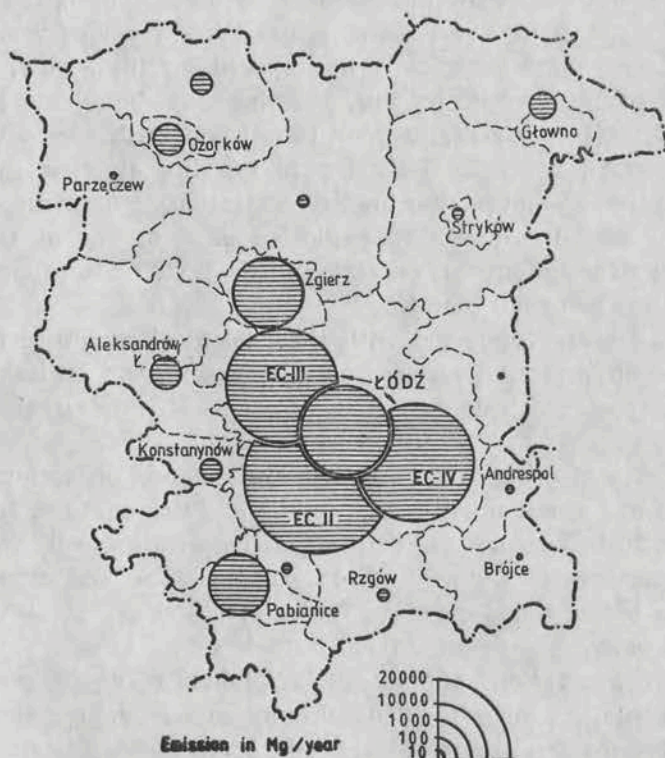 Ozorków
Głowno
Parzęczew
Stryków
Zgierz
Aleksandrów
Ł.
EC-III
ŁÓDŹ
Konstanynów Ł
EC-IV
Andrespol
EC II
Brójce
Rzgów
Pabianice
20000
10000
1000
100
10
Emission in Mg/year